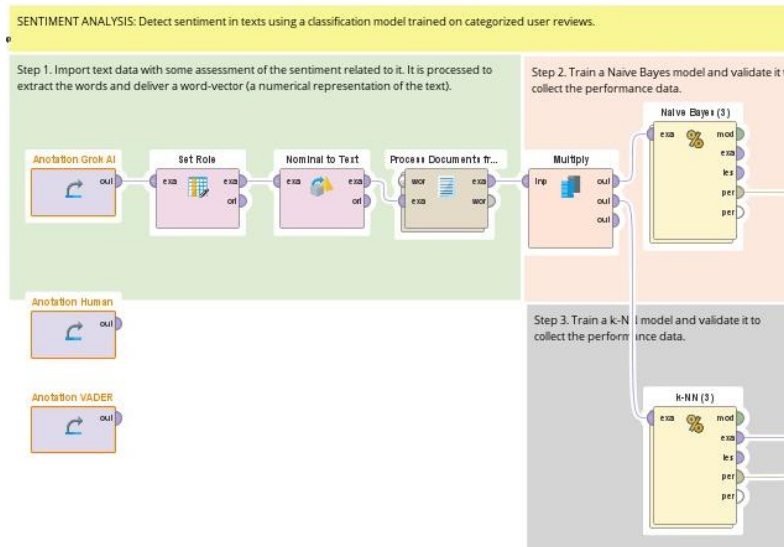 SENTIMENT ANALYSIS: Detect sentiment in texts using a classification model trained on categorized user reviews.
Step 1. Import text data with some assessment of the sentiment related to it. It is processed to
extract the words and deliver a word-vector (a numerical representation of the text).
Step 2. Train a Naive Bayes model and validate it
collect the performance data.
Naive Bayes (3)
exa
mod
exa
tes
per
per
Anotation Grok AI
out
Set Role
exa
exa
ori
Nominal to Text
exa
exa
ori
Process Documents fr...
wor
exa
exa
wor
Multiply
inp
out
out
out
Anotation Human
out
Step 3. Train a k-NN model and validate it to
collect the performance data.
Anotation VADER
out
k-NN (3)
exa
mod
exa
tes
per
per